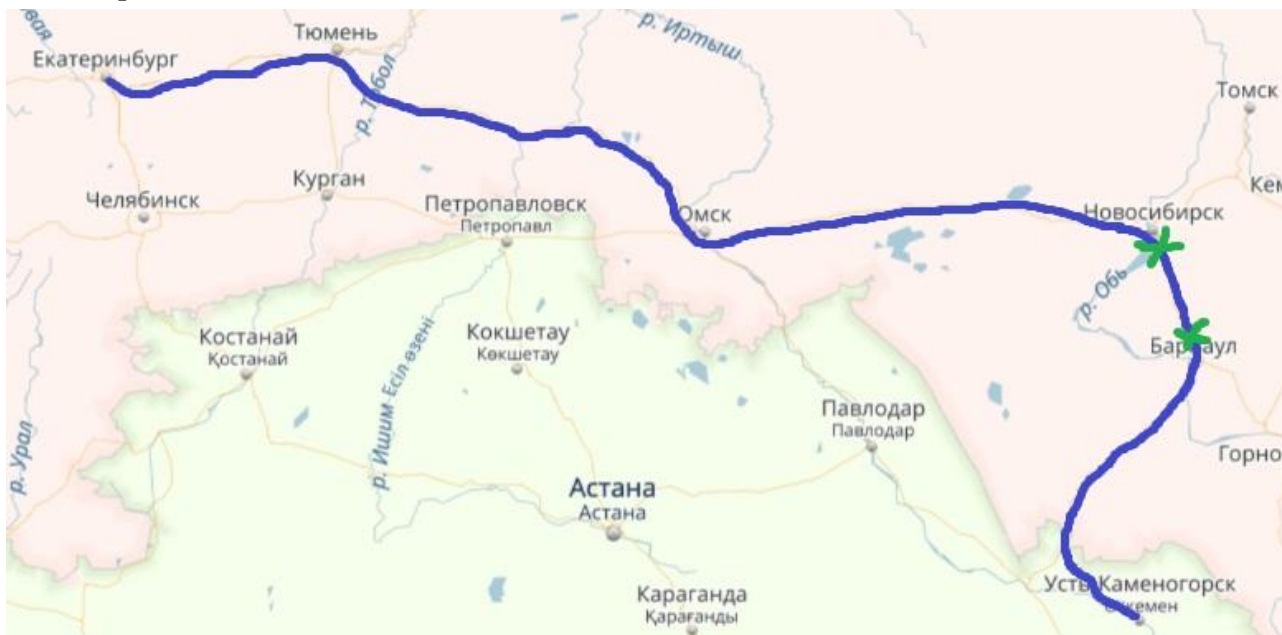 вая
Тюмень
р. Иртыш
Екатеринбург
Томск
р. Тобол
Курган
Кем
Челябинск
Петропавловск
Петропавл
Омск
Новосибирск
р. Обь
Костанай
Қостанай
Кокшетау
Көкшетау
р. Ишим Есіл өзені
Барнаул
Павлодар
Павлодар
р. Урал
Горно
Астана
Астана
Усть-Каменогорск
Караганда
Қарағанды